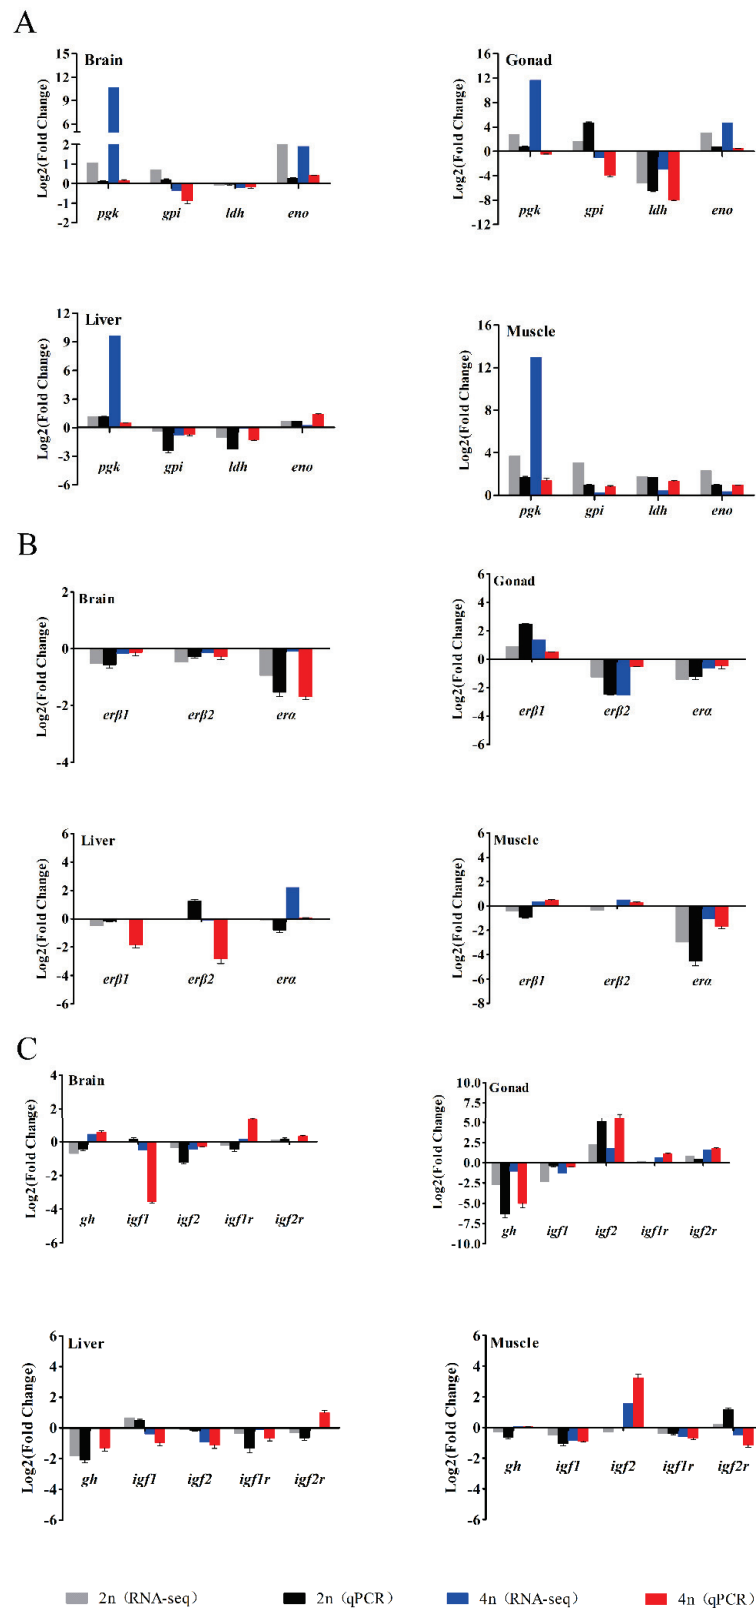 A
Brain
Log2(Fold Change)
15
12
9
6
2
1
0
-1
-2
pgk
gpi
ldh
eno
Gonad
Log2(Fold Change)
16
12
8
4
0
-4
-8
-12
pgk
gpi
ldh
eno
Liver
Log2(Fold Change)
12
9
6
3
0
-3
-6
pgk
gpi
ldh
eno
Muscle
Log2(Fold Change)
16
12
8
4
0
pgk
gpi
ldh
eno
B
Brain
Log2(Fold Change)
2
0
-2
-4
erβ1
erβ2
erα
Gonad
Log2(Fold Change)
6
4
2
0
-2
-4
-6
erβ1
erβ2
erα
Liver
Log2(Fold Change)
6
4
2
0
-2
-4
-6
erβ1
erβ2
erα
Muscle
Log2(Fold Change)
6
4
2
0
-2
-4
-6
-8
erβ1
erβ2
erα
C
Brain
Log2(Fold Change)
4
2
0
-2
-4
-6
gh
igf1
igf2
igf1r
igf2r
Gonad
Log2(Fold Change)
10.0
7.5
5.0
2.5
0.0
-2.5
-5.0
-7.5
-10.0
gh
igf1
igf2
igf1r
igf2r
Liver
Log2(Fold Change)
6
4
2
0
-2
-4
-6
gh
igf1
igf2
igf1r
igf2r
Muscle
Log2(Fold Change)
6
4
2
0
-2
-4
-6
gh
igf1
igf2
igf1r
igf2r
2n（RNA-seq）
2n（qPCR）
4n（RNA-seq）
4n（qPCR）